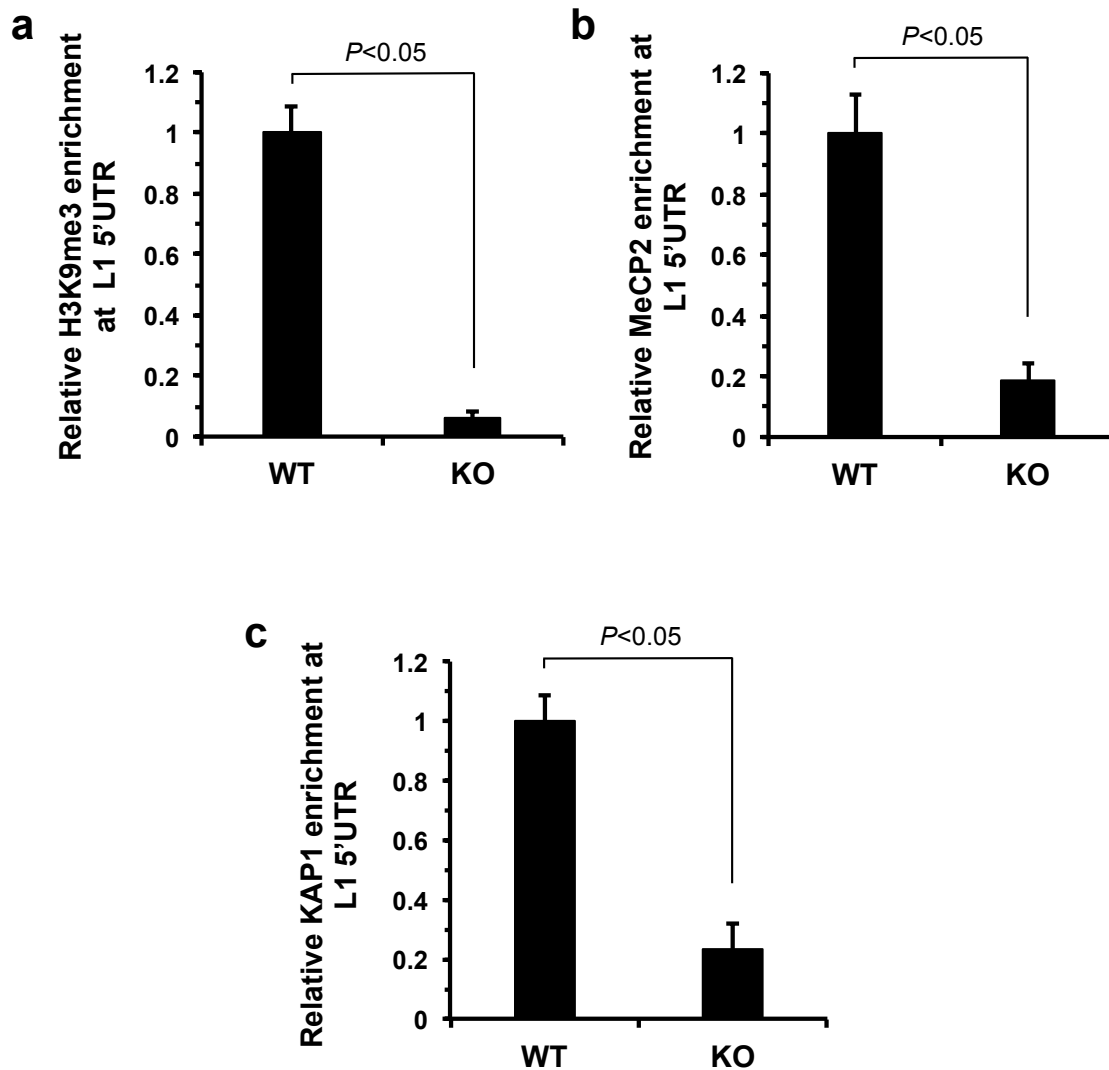 a
P<0.05
Relative H3K9me3 enrichment
at L1 5’UTR
1.2
1
0.8
0.6
0.4
0.2
0
WT KO
b
P<0.05
Relative MeCP2 enrichment at
L1 5’UTR
1.2
1
0.8
0.6
0.4
0.2
0
WT KO
c
P<0.05
Relative KAP1 enrichment at
L1 5’UTR
1.2
1
0.8
0.6
0.4
0.2
0
WT KO